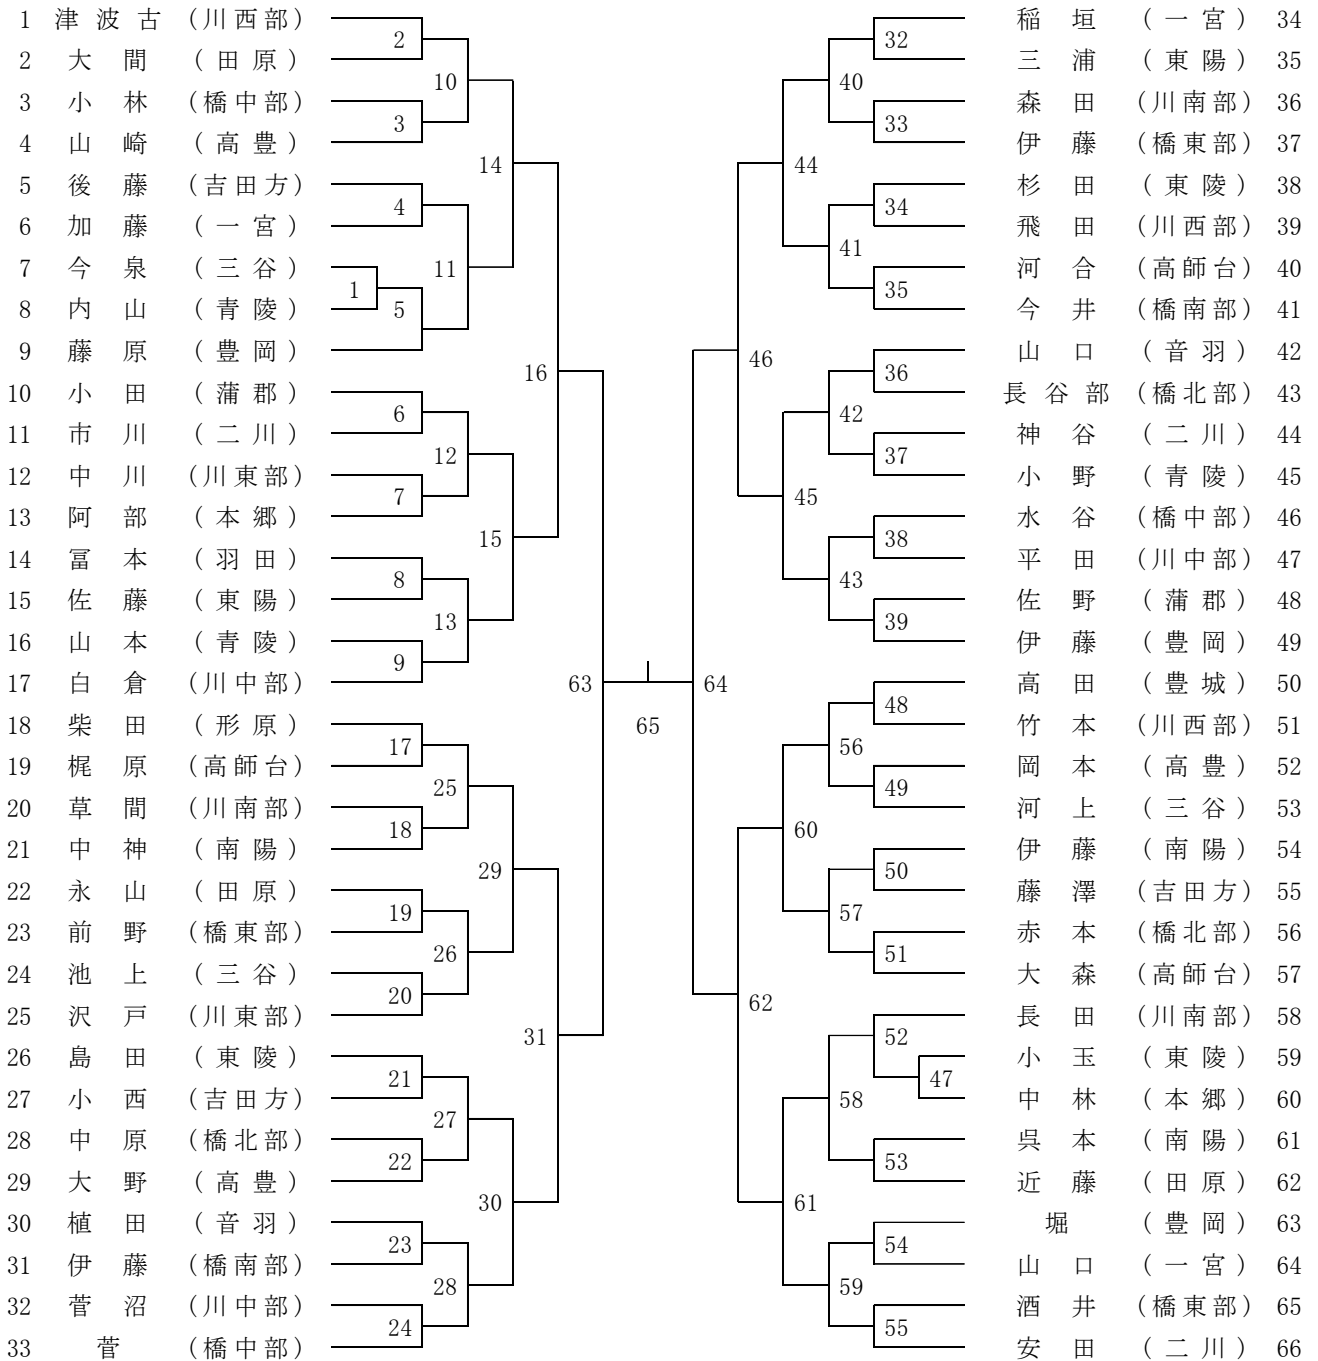 1 津波古 (川西部)
2 大間 (田原)
3 小林 (橋中部)
4 山崎 (高豊)
5 後藤 (吉田方)
6 加藤 (一宮)
7 今泉 (三谷)
8 内山 (青陵)
9 藤原 (豊岡)
10 小田 (蒲郡)
11 市川 (二川)
12 中川 (川東部)
13 阿部 (本郷)
14 冨本 (羽田)
15 佐藤 (東陽)
16 山本 (青陵)
17 白倉 (川中部)
18 柴田 (形原)
19 梶原 (高師台)
20 草間 (川南部)
21 中神 (南陽)
22 永山 (田原)
23 前野 (橋東部)
24 池上 (三谷)
25 沢戸 (川東部)
26 島田 (東陵)
27 小西 (吉田方)
28 中原 (橋北部)
29 大野 (高豊)
30 植田 (音羽)
31 伊藤 (橋南部)
32 菅沼 (川中部)
33 菅 (橋中部)
2
3
4
1
5
6
7
8
9
17
18
19
20
21
22
23
24
10
11
12
13
25
26
27
28
14
15
29
30
16
31
63
65
64
46
62
44
45
60
61
40
41
42
43
56
57
58
59
32
33
34
35
36
37
38
39
48
49
50
51
52
47
53
54
55
稲垣 (一宮) 34
三浦 (東陽) 35
森田 (川南部) 36
伊藤 (橋東部) 37
杉田 (東陵) 38
飛田 (川西部) 39
河合 (高師台) 40
今井 (橋南部) 41
山口 (音羽) 42
長谷部 (橋北部) 43
神谷 (二川) 44
小野 (青陵) 45
水谷 (橋中部) 46
平田 (川中部) 47
佐野 (蒲郡) 48
伊藤 (豊岡) 49
高田 (豊城) 50
竹本 (川西部) 51
岡本 (高豊) 52
河上 (三谷) 53
伊藤 (南陽) 54
藤澤 (吉田方) 55
赤本 (橋北部) 56
大森 (高師台) 57
長田 (川南部) 58
小玉 (東陵) 59
中林 (本郷) 60
呉本 (南陽) 61
近藤 (田原) 62
堀 (豊岡) 63
山口 (一宮) 64
酒井 (橋東部) 65
安田 (二川) 66